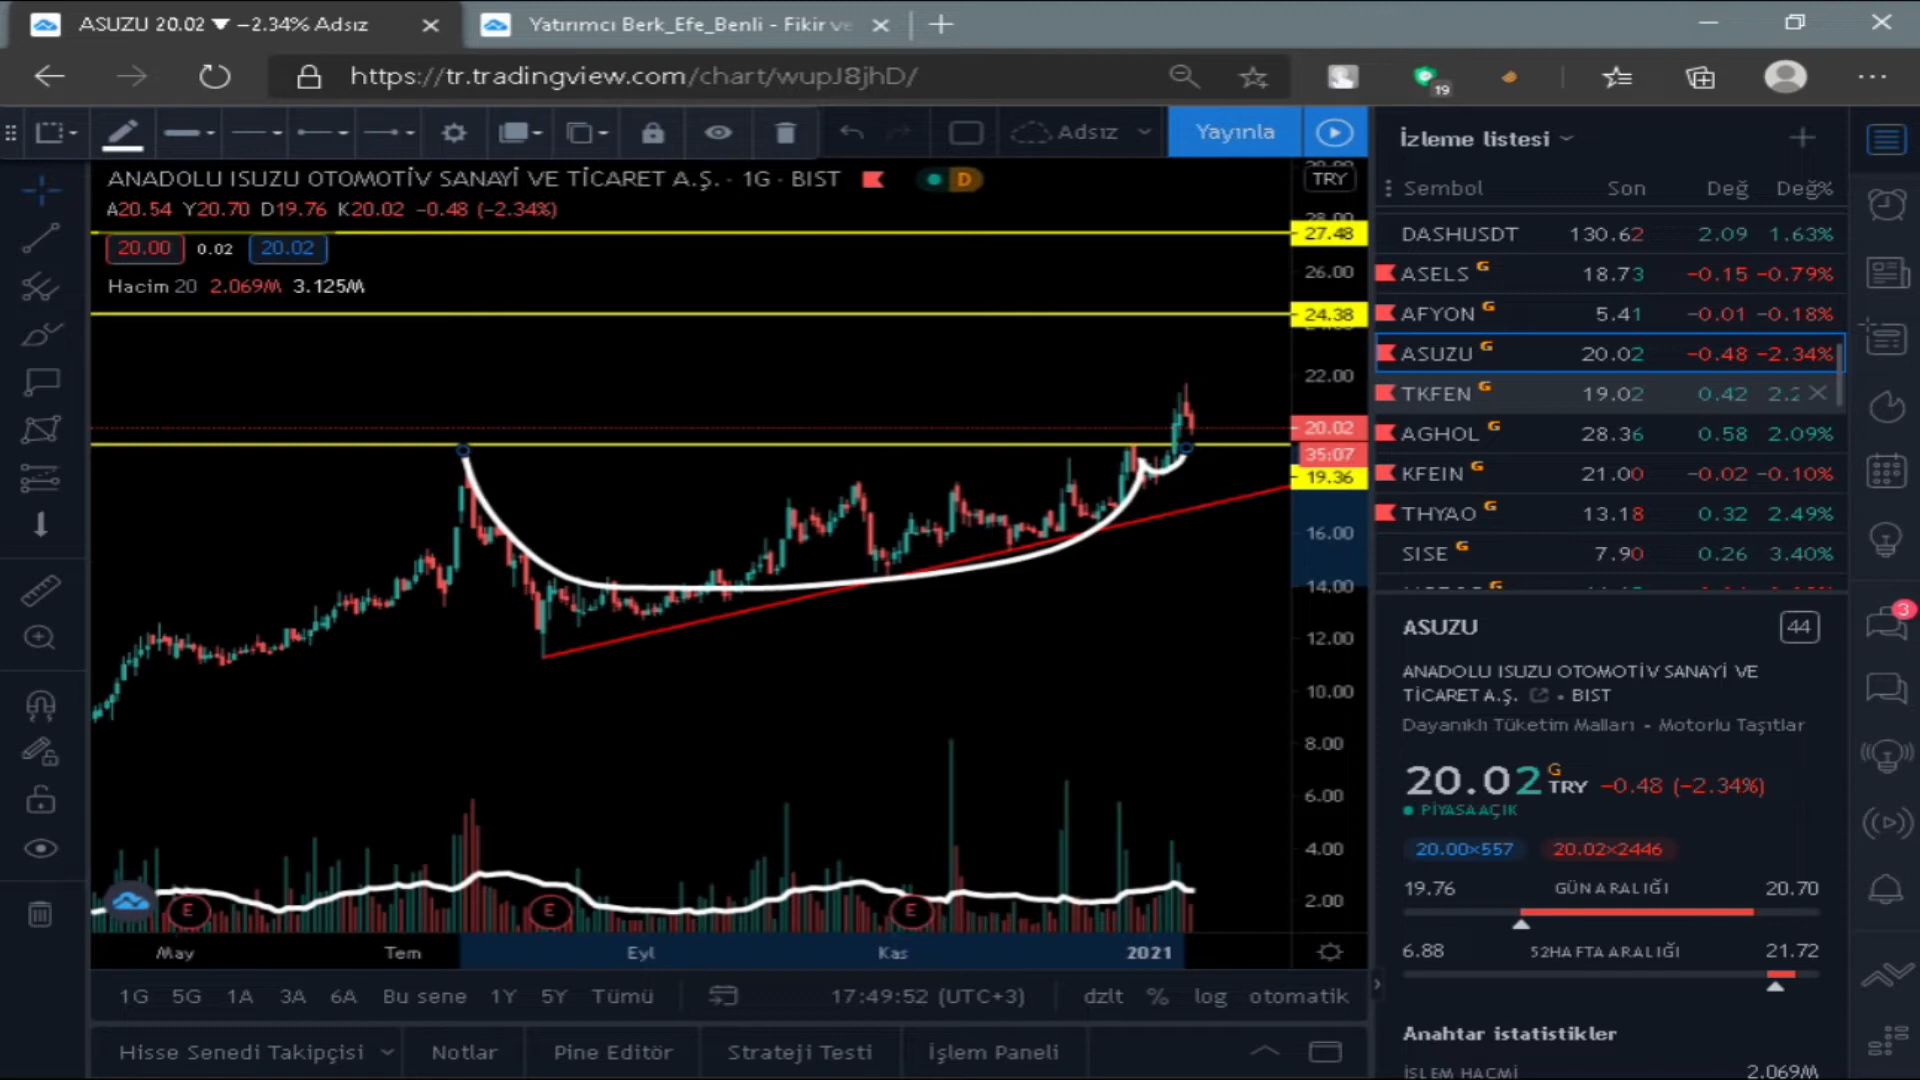 ASUZU 20.02 ▼ −2.34% Adsız
Yatırımcı Berk_Efe_Benli - Fikir ve
https://tr.tradingview.com/chart/wupJ8jhD/
19
Adsız
Yayınla
ANADOLU ISUZU OTOMOTİV SANAYİ VE TİCARET A.Ş. · 1G · BIST
D
A20.54 Y20.70 D19.76 K20.02 −0.48 (−2.34%)
20.00 0.02 20.02
Hacim 20 2.069M 3.125M
TRY
28.00
27.48
26.00
24.38
22.00
20.02
35:07
19.36
16.00
14.00
12.00
10.00
8.00
6.00
4.00
2.00
E E E
May Tem Eyl Kas 2021
1G 5G 1A 3A 6A Bu sene 1Y 5Y Tümü
17:49:52 (UTC+3)
dzlt % log otomatik
Hisse Senedi Takipçisi Notlar Pine Editör Strateji Testi İşlem Paneli
İzleme listesi
Sembol Son Değ Değ%
DASHUSDT 130.62 2.09 1.63%
ASELS G 18.73 −0.15 −0.79%
AFYON G 5.41 −0.01 −0.18%
ASUZU G 20.02 −0.48 −2.34%
TKFEN G 19.02 0.42 2.2
AGHOL G 28.36 0.58 2.09%
KFEIN G 21.00 −0.02 −0.10%
THYAO G 13.18 0.32 2.49%
SISE G 7.90 0.26 3.40%
3
ASUZU
44
ANADOLU ISUZU OTOMOTİV SANAYİ VE
TİCARET A.Ş. • BIST
Dayanıklı Tüketim Malları • Motorlu Taşıtlar
20.02 G TRY −0.48 (−2.34%)
PİYASA AÇIK
20.00×557 20.02×2446
19.76 GÜN ARALIĞI 20.70
6.88 52HAFTA ARALIĞI 21.72
Anahtar istatistikler
İŞLEM HACMİ 2.069M